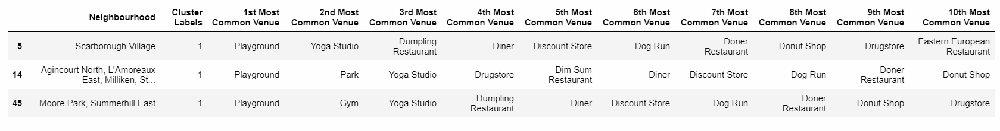 Neighbourhood Cluster Labels 1st Most Common Venue 2nd Most Common Venue 3rd Most Common Venue 4th Most Common Venue 5th Most Common Venue 6th Most Common Venue 7th Most Common Venue 8th Most Common Venue 9th Most Common Venue 10th Most Common Venue
5 Scarborough Village 1 Playground Yoga Studio Dumpling Restaurant Diner Discount Store Dog Run Doner Restaurant Donut Shop Drugstore Eastern European Restaurant
14 Agincourt North, L'Amoreaux East, Milliken, St... 1 Playground Park Yoga Studio Drugstore Dim Sum Restaurant Diner Discount Store Dog Run Doner Restaurant Donut Shop
45 Moore Park, Summerhill East 1 Playground Gym Yoga Studio Dumpling Restaurant Diner Discount Store Dog Run Doner Restaurant Donut Shop Drugstore